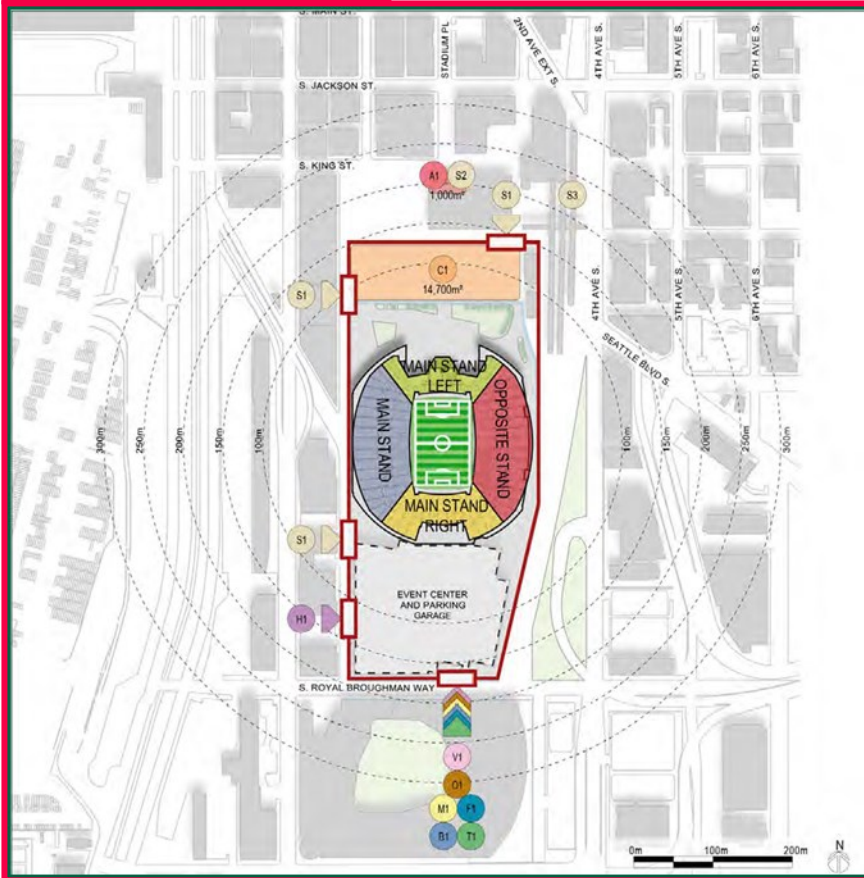 S. MAIN ST.
STADIUM PL
2ND AVE EXT S.
4TH AVE S.
5TH AVE S.
6TH AVE S.
S. JACKSON ST.
S. KING ST.
A1
S2
1,000m²
S1
S3
C1
14,700m²
S1
4TH AVE S.
5TH AVE S.
6TH AVE S.
SEATTLE BLVD S.
MAIN STAND
LEFT
MAIN STAND
OPPOSITE STAND
MAIN STAND
RIGHT
300m
250m
200m
150m
100m
100m
150m
200m
250m
300m
S1
EVENT CENTER
AND PARKING
GARAGE
H1
S. ROYAL BROUGHMAN WAY
V1
O1
M1
F1
B1
T1
0m
100m
200m
N